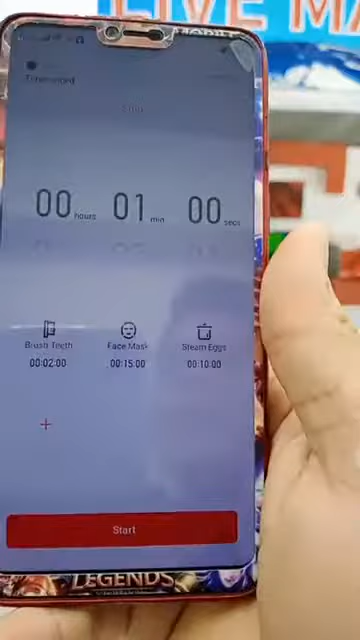 LIVE MA
00 hours 01 min 00 secs
Brush Teeth Face Mask Steam Eggs
00:02:00 00:15:00 00:10:00
+
Start
LEGENDS